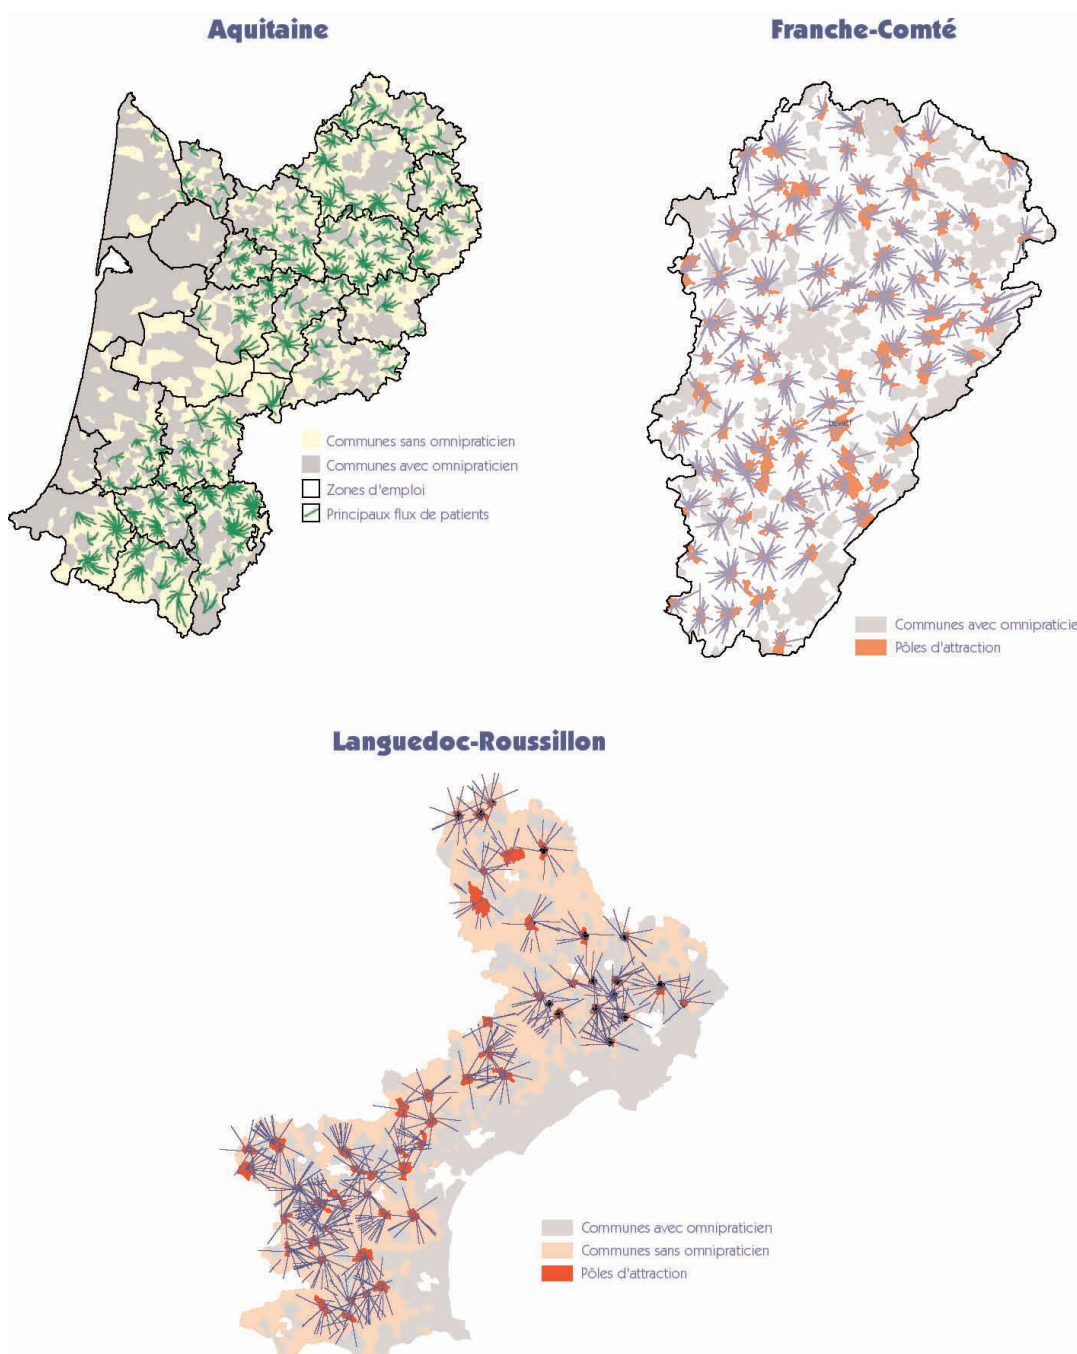 Aquitaine
Franche-Comté
Communes sans omnipraticien
Communes avec omnipraticien
Zones d'emploi
Principaux flux de patients
Communes avec omnipraticie
Pôles d'attraction
Languedoc-Roussillon
Communes avec omnipraticien
Communes sans omnipraticien
Pôles d'attraction